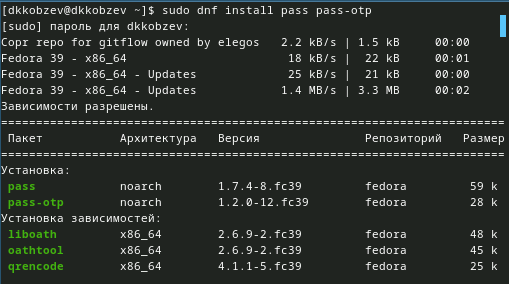 [dkkobzev@dkkobzev ~]$ sudo dnf install pass pass-otp
[sudo] пароль для dkkobzev:
Copr repo for gitflow owned by elegos   2.2 kB/s | 1.5 kB     00:00
Fedora 39 - x86_64                       18 kB/s |  22 kB     00:01
Fedora 39 - x86_64 - Updates             25 kB/s |  21 kB     00:00
Fedora 39 - x86_64 - Updates            1.4 MB/s | 3.3 MB     00:02
Зависимости разрешены.
========================================================================
 Пакет           Архитектура   Версия               Репозиторий   Размер
========================================================================
Установка:
 pass            noarch        1.7.4-8.fc39         fedora         59 k
 pass-otp        noarch        1.2.0-12.fc39        fedora         28 k
Установка зависимостей:
 liboath         x86_64        2.6.9-2.fc39         fedora         48 k
 oathtool        x86_64        2.6.9-2.fc39         fedora         45 k
 qrencode        x86_64        4.1.1-5.fc39         fedora         25 k